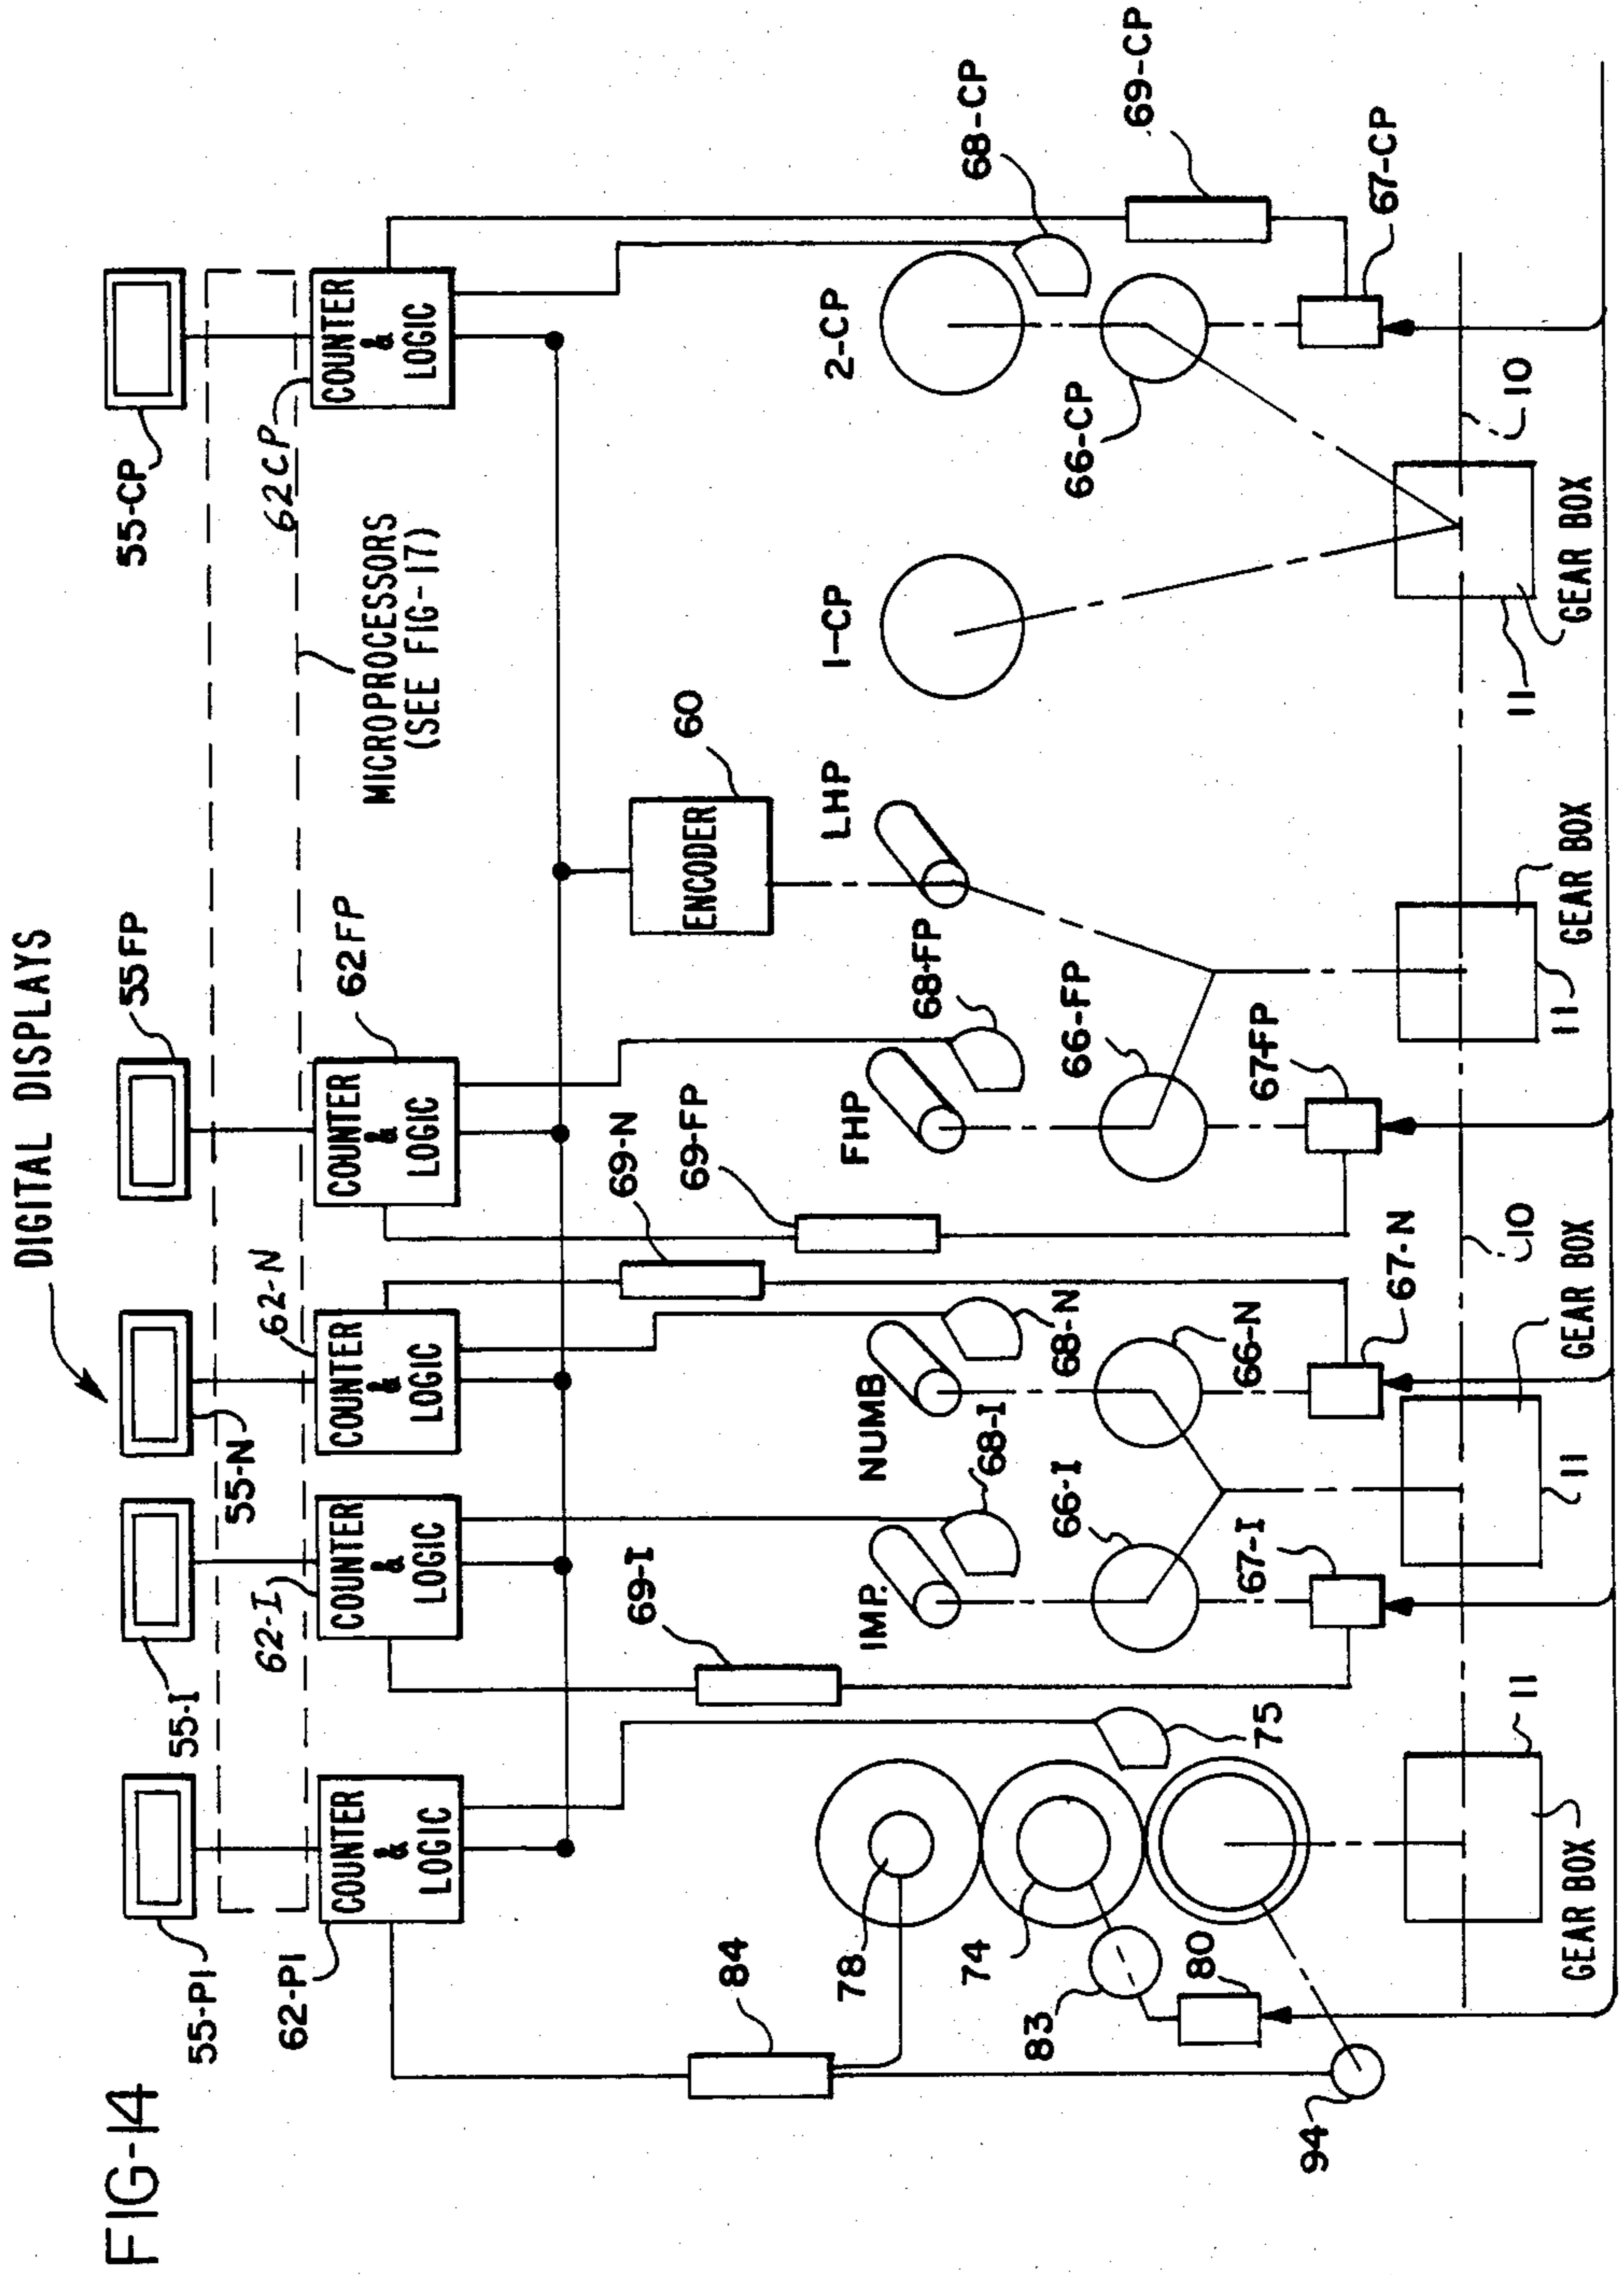 FIG-14
DIGITAL DISPLAYS
55-P1
55-I
55-N
55FP
55-CP
62-P1
62-I
62-N
62FP
62CP
COUNTER
&
LOGIC
COUNTER
&
LOGIC
COUNTER
&
LOGIC
COUNTER
&
LOGIC
COUNTER
&
LOGIC
MICROPROCESSORS
(SEE FIG-17)
84
69-I
69-N
69-FP
ENCODER
60
78
74
83
80
94
75
IMP.
NUMB
FHP
LHP
1-CP
2-CP
68-I
68-N
68-FP
68-CP
69-CP
66-I
66-N
66-FP
66-CP
67-I
67-N
67-FP
67-CP
10
10
11
11
11
11
GEAR BOX
GEAR BOX
GEAR BOX
GEAR BOX